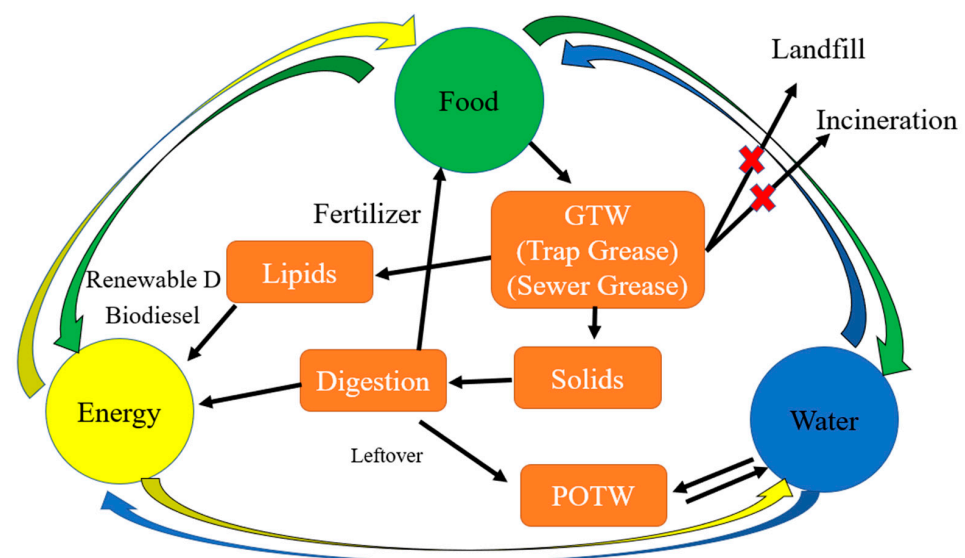 Landfill
Food
Incineration
Fertilizer
GTW
(Trap Grease)
(Sewer Grease)
Lipids
Renewable D
Biodiesel
Digestion
Solids
Energy
Water
Leftover
POTW